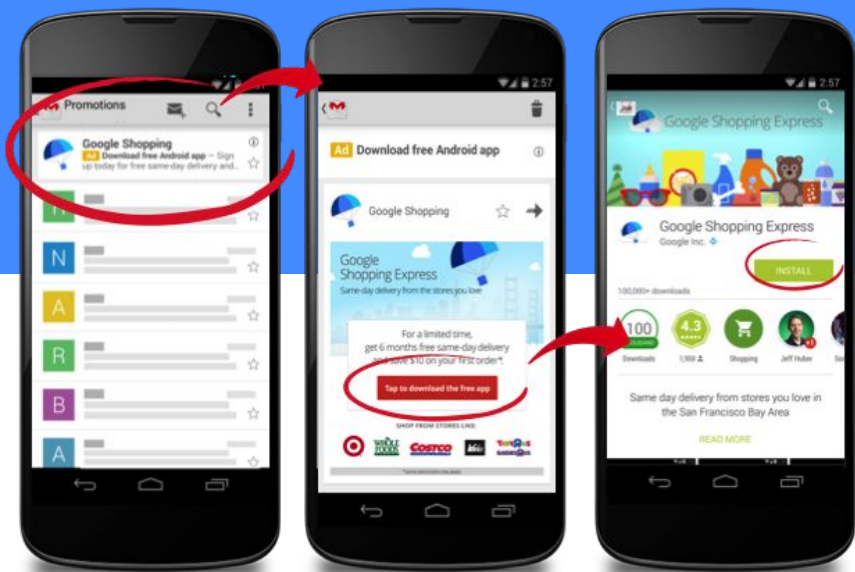 Promotions
Google Shopping
Ad Download free Android app – Sign
up today for free same-day delivery and..
N
A
R
B
A
2:57
Ad Download free Android app
Google Shopping
Google
Shopping Express
Same-day delivery from the stores you love
For a limited time,
get 6 months free same-day delivery
and save $10 on your first order*.
Tap to download the free app
SHOP FROM STORES LIKE:
WHOLE
FOODS
COSTCO
ToysRUs
BabiesRUs
2:57
Google Shopping Express
Google Shopping Express
Google Inc.
INSTALL
100,000+ downloads
100
THOUSAND
4.3
+1
Downloads
1,958
Shopping
Jeff Huber
Same day delivery from stores you love in
the San Francisco Bay Area
READ MORE